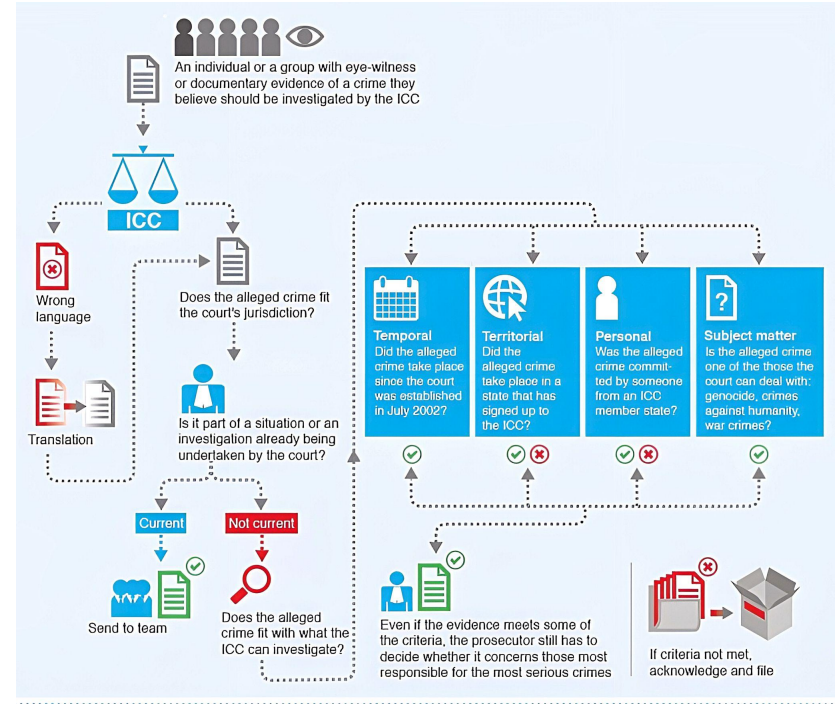 An individual or a group with eye-witness
or documentary evidence of a crime they
believe should be investigated by the ICC
ICC
Wrong
language
Translation
Does the alleged crime fit
the court's jurisdiction?
Is it part of a situation or an
investigation already being
undertaken by the court?
Current
Not current
Send to team
Does the alleged
crime fit with what the
ICC can investigate?
Temporal
Did the alleged
crime take place
since the court
was established
in July 2002?
Territorial
Did the
alleged crime
take place in a
state that has
signed up to
the ICC?
Personal
Was the alleged
crime commit-
ted by someone
from an ICC
member state?
Subject matter
?
Is the alleged crime
one of the those the
court can deal with:
genocide, crimes
against humanity,
war crimes?
Even if the evidence meets some of
the criteria, the prosecutor still has to
decide whether it concerns those most
responsible for the most serious crimes
If criteria not met,
acknowledge and file